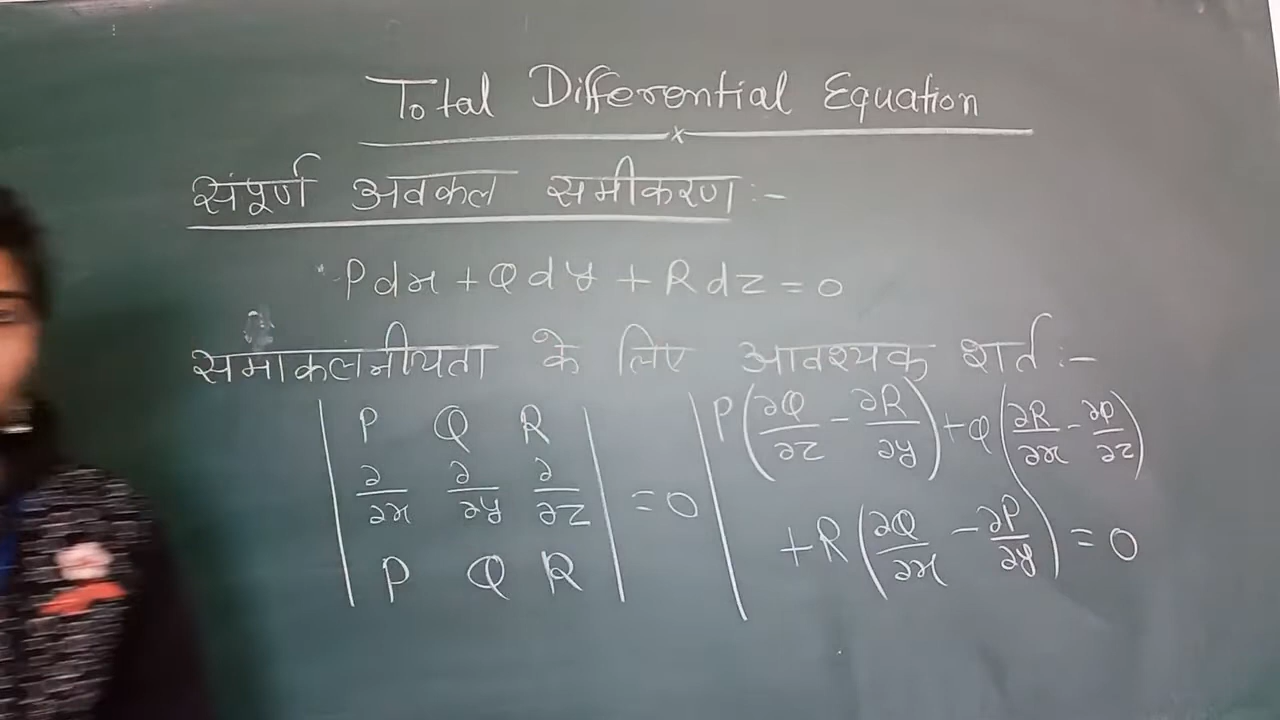 Total Differential Equation
x
संपूर्ण अवकल समीकरण :-
Pdx + Qdy + Rdz = 0
समाकलनीयता के लिए आवश्यक शर्त :-
| P Q R |
| ∂/∂x ∂/∂y ∂/∂z | = 0
| P Q R |
P(∂Q/∂z - ∂R/∂y) + Q(∂R/∂x - ∂P/∂z)
+ R(∂Q/∂x - ∂P/∂y) = 0